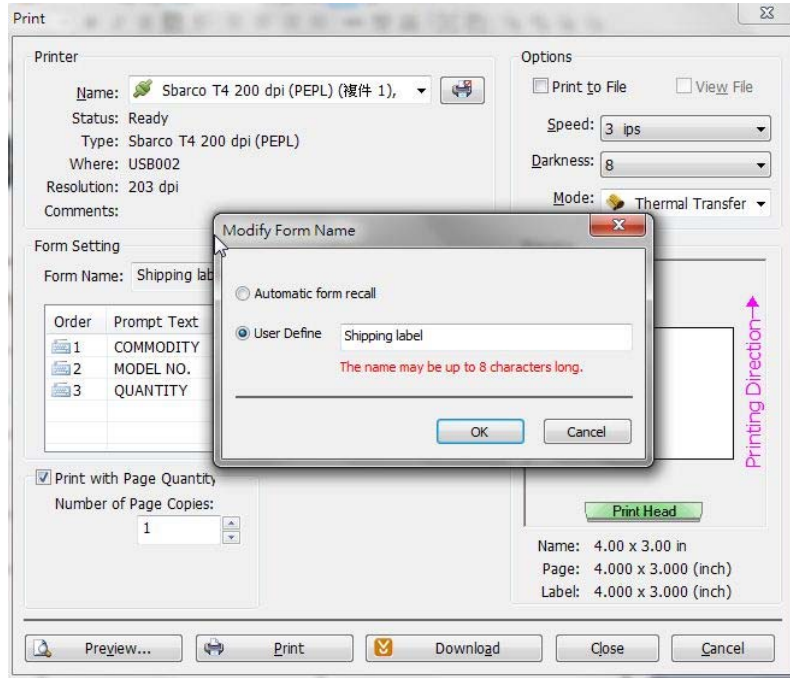 Print
Printer
Name: Sbarco T4 200 dpi (PEPL) (複件 1),
Status: Ready
Type: Sbarco T4 200 dpi (PEPL)
Where: USB002
Resolution: 203 dpi
Comments:
Options
Print to File
View File
Speed: 3 ips
Darkness: 8
Mode: Thermal Transfer
Form Setting
Form Name: Shipping lab
Order Prompt Text
1 COMMODITY
2 MODEL NO.
3 QUANTITY
Modify Form Name
Automatic form recall
User Define Shipping label
The name may be up to 8 characters long.
OK
Cancel
Printing Direction
Print Head
Print with Page Quantity
Number of Page Copies:
1
Name: 4.00 x 3.00 in
Page: 4.000 x 3.000 (inch)
Label: 4.000 x 3.000 (inch)
Preview...
Print
Download
Close
Cancel